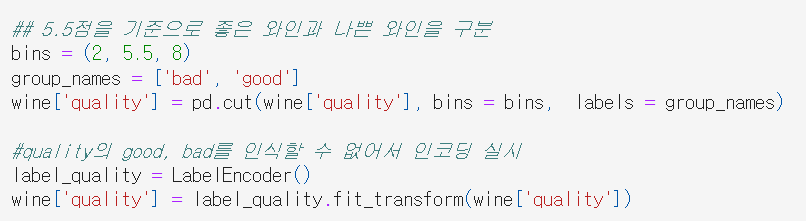 ## 5.5점을 기준으로 좋은 와인과 나쁜 와인을 구분
bins = (2, 5.5, 8)
group_names = ['bad', 'good']
wine['quality'] = pd.cut(wine['quality'], bins = bins,  labels = group_names)
#quality의 good, bad를 인식할 수 없어서 인코딩 실시
label_quality = LabelEncoder()
wine['quality'] = label_quality.fit_transform(wine['quality'])